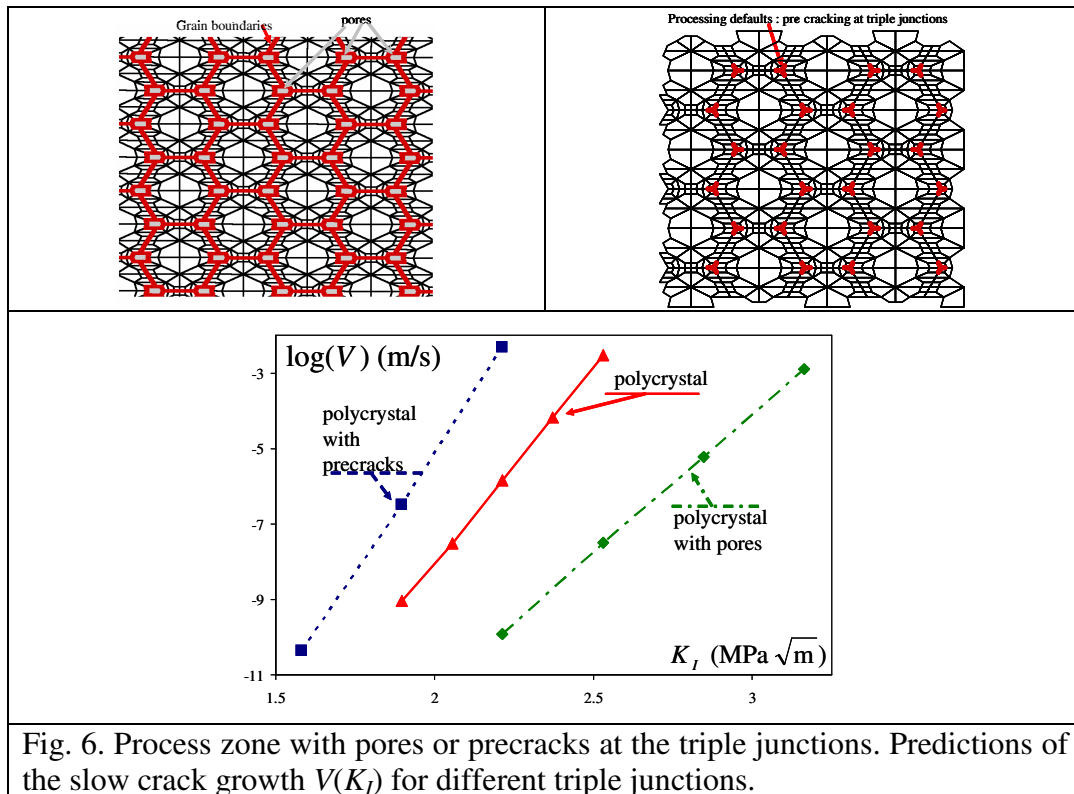 Grain boundaries
pores
Processing defaults : pre cracking at triple junctions
log(V) (m/s)
-3
-5
-7
-9
-11
polycrystal
with
precracks
polycrystal
polycrystal
with pores
K_I (MPa √m)
1.5 2 2.5 3
Fig. 6. Process zone with pores or precracks at the triple junctions. Predictions of
the slow crack growth V(K_I) for different triple junctions.